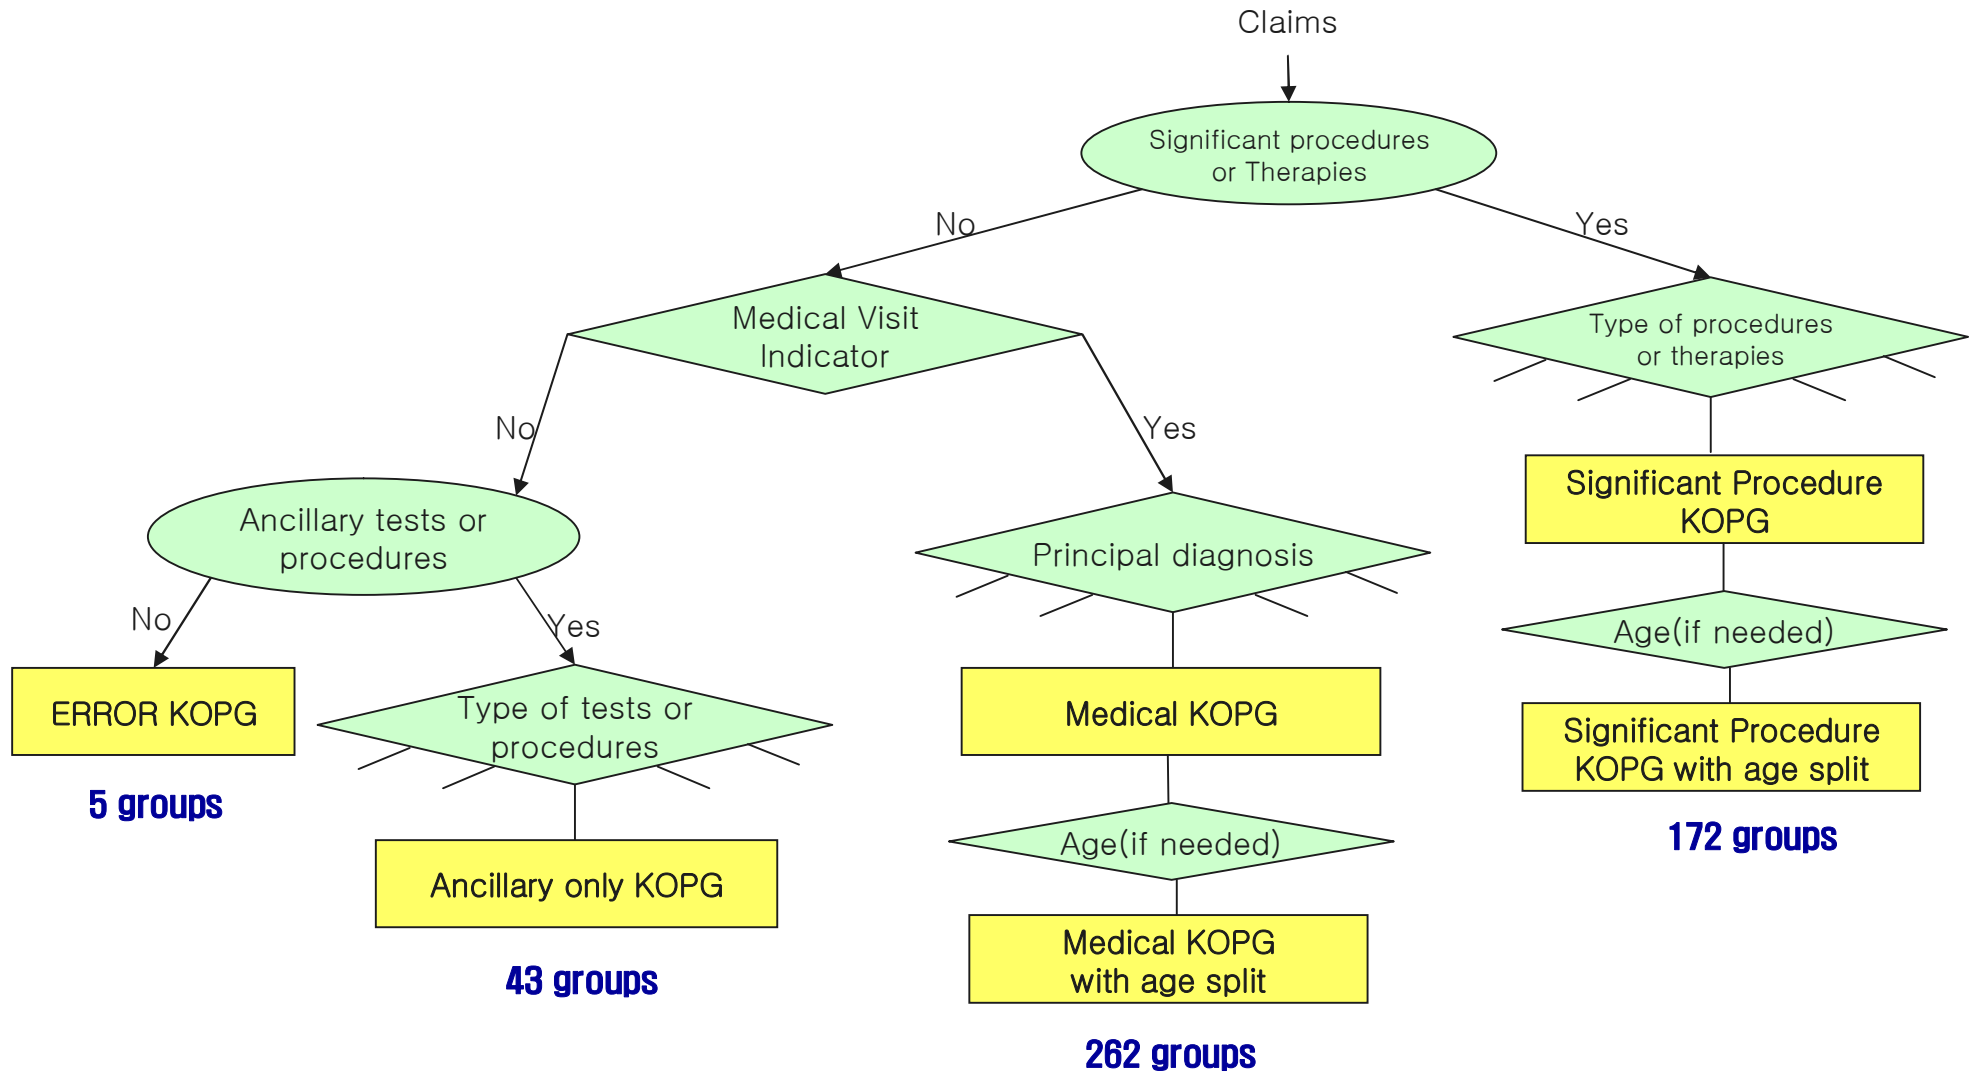 Claims
Significant procedures
or Therapies
No
Yes
Medical Visit
Indicator
Type of procedures
or therapies
No
Yes
Significant Procedure
KOPG
Ancillary tests or
procedures
Principal diagnosis
No
Yes
Age(if needed)
ERROR KOPG
Type of tests or
procedures
Medical KOPG
Significant Procedure
KOPG with age split
5 groups
172 groups
Age(if needed)
Ancillary only KOPG
Medical KOPG
with age split
43 groups
262 groups